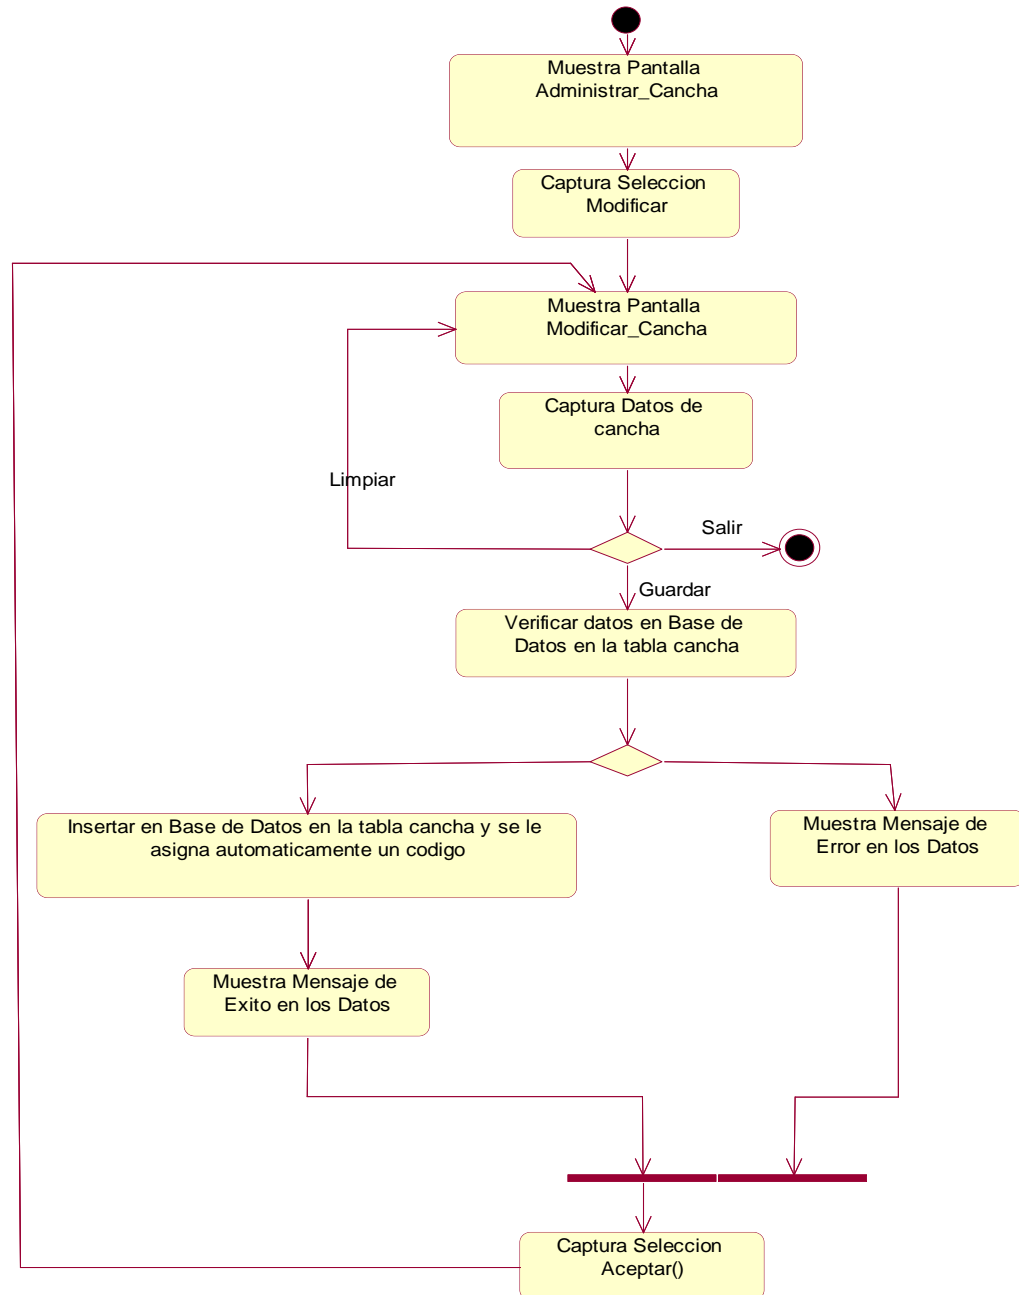 Muestra Pantalla
Administrar_Cancha
Captura Seleccion
Modificar
Muestra Pantalla
Modificar_Cancha
Captura Datos de
cancha
Limpiar
Salir
Guardar
Verificar datos en Base de
Datos en la tabla cancha
Insertar en Base de Datos en la tabla cancha y se le
asigna automaticamente un codigo
Muestra Mensaje de
Error en los Datos
Muestra Mensaje de
Exito en los Datos
Captura Seleccion
Aceptar()